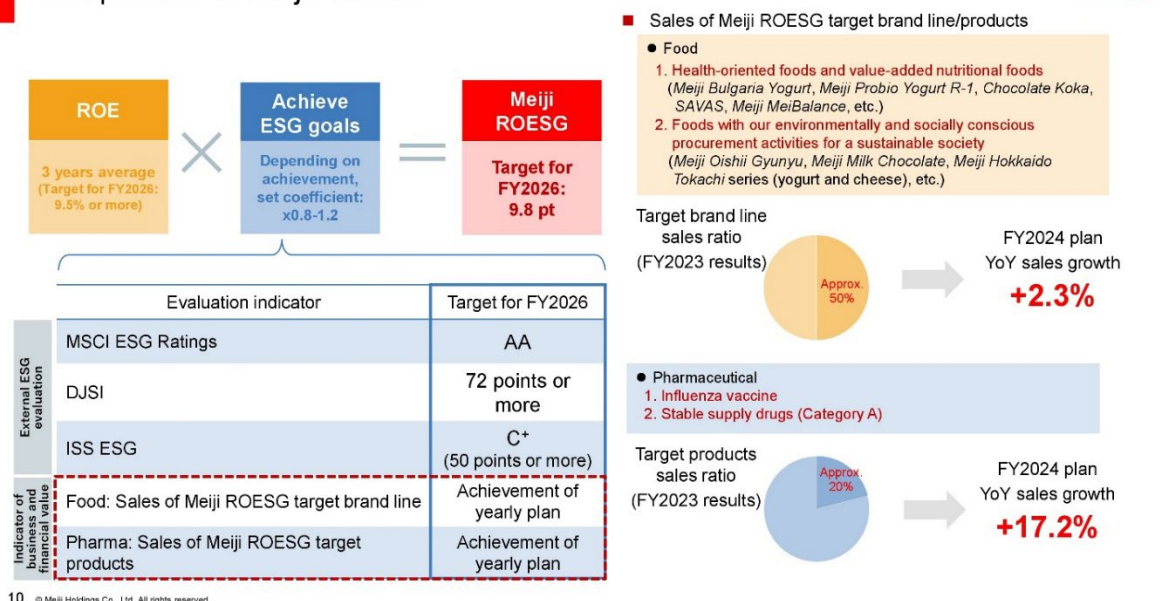 ROE
3 years average
(Target for FY2026:
9.5% or more)
Achieve
ESG goals
Depending on
achievement,
set coefficient:
x0.8-1.2
Meiji
ROESG
Target for
FY2026:
9.8 pt
Evaluation indicator
Target for FY2026
External ESG
evaluation
MSCI ESG Ratings
AA
DJSI
72 points or
more
ISS ESG
C+
(50 points or more)
Indicator of
business and
financial value
Food: Sales of Meiji ROESG target brand line
Achievement of
yearly plan
Pharma: Sales of Meiji ROESG target
products
Achievement of
yearly plan
■ Sales of Meiji ROESG target brand line/products
● Food
1. Health-oriented foods and value-added nutritional foods
(Meiji Bulgaria Yogurt, Meiji Probio Yogurt R-1, Chocolate Koka,
SAVAS, Meiji MeiBalance, etc.)
2. Foods with our environmentally and socially conscious
procurement activities for a sustainable society
(Meiji Oishii Gyunyu, Meiji Milk Chocolate, Meiji Hokkaido
Tokachi series (yogurt and cheese), etc.)
Target brand line
sales ratio
(FY2023 results)
Approx.
50%
FY2024 plan
YoY sales growth
+2.3%
● Pharmaceutical
1. Influenza vaccine
2. Stable supply drugs (Category A)
Target products
sales ratio
(FY2023 results)
Approx.
20%
FY2024 plan
YoY sales growth
+17.2%
10 © Meiji Holdings Co., Ltd. All rights reserved